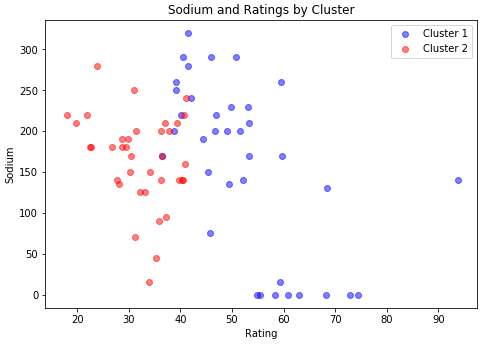 Sodium and Ratings by Cluster
Cluster 1
Cluster 2
Sodium
300
250
200
150
100
50
0
20 30 40 50 60 70 80 90
Rating